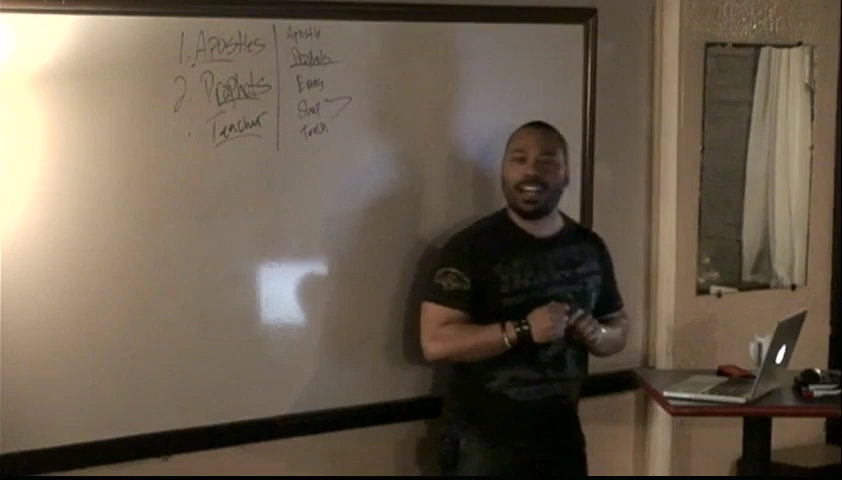 1. Apostles
2. Prophets
. Teacher
Apostle
Prophets
Evang
Shep
Teach